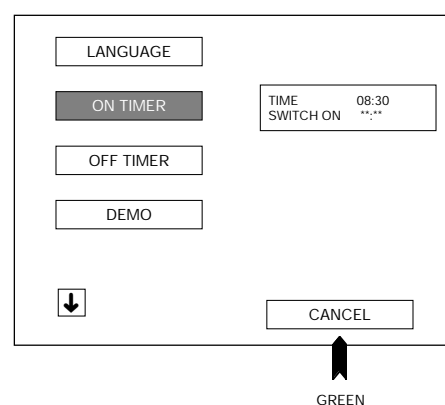 LANGUAGE
ON TIMER
TIME 08:30
SWITCH ON **:**
OFF TIMER
DEMO
CANCEL
GREEN